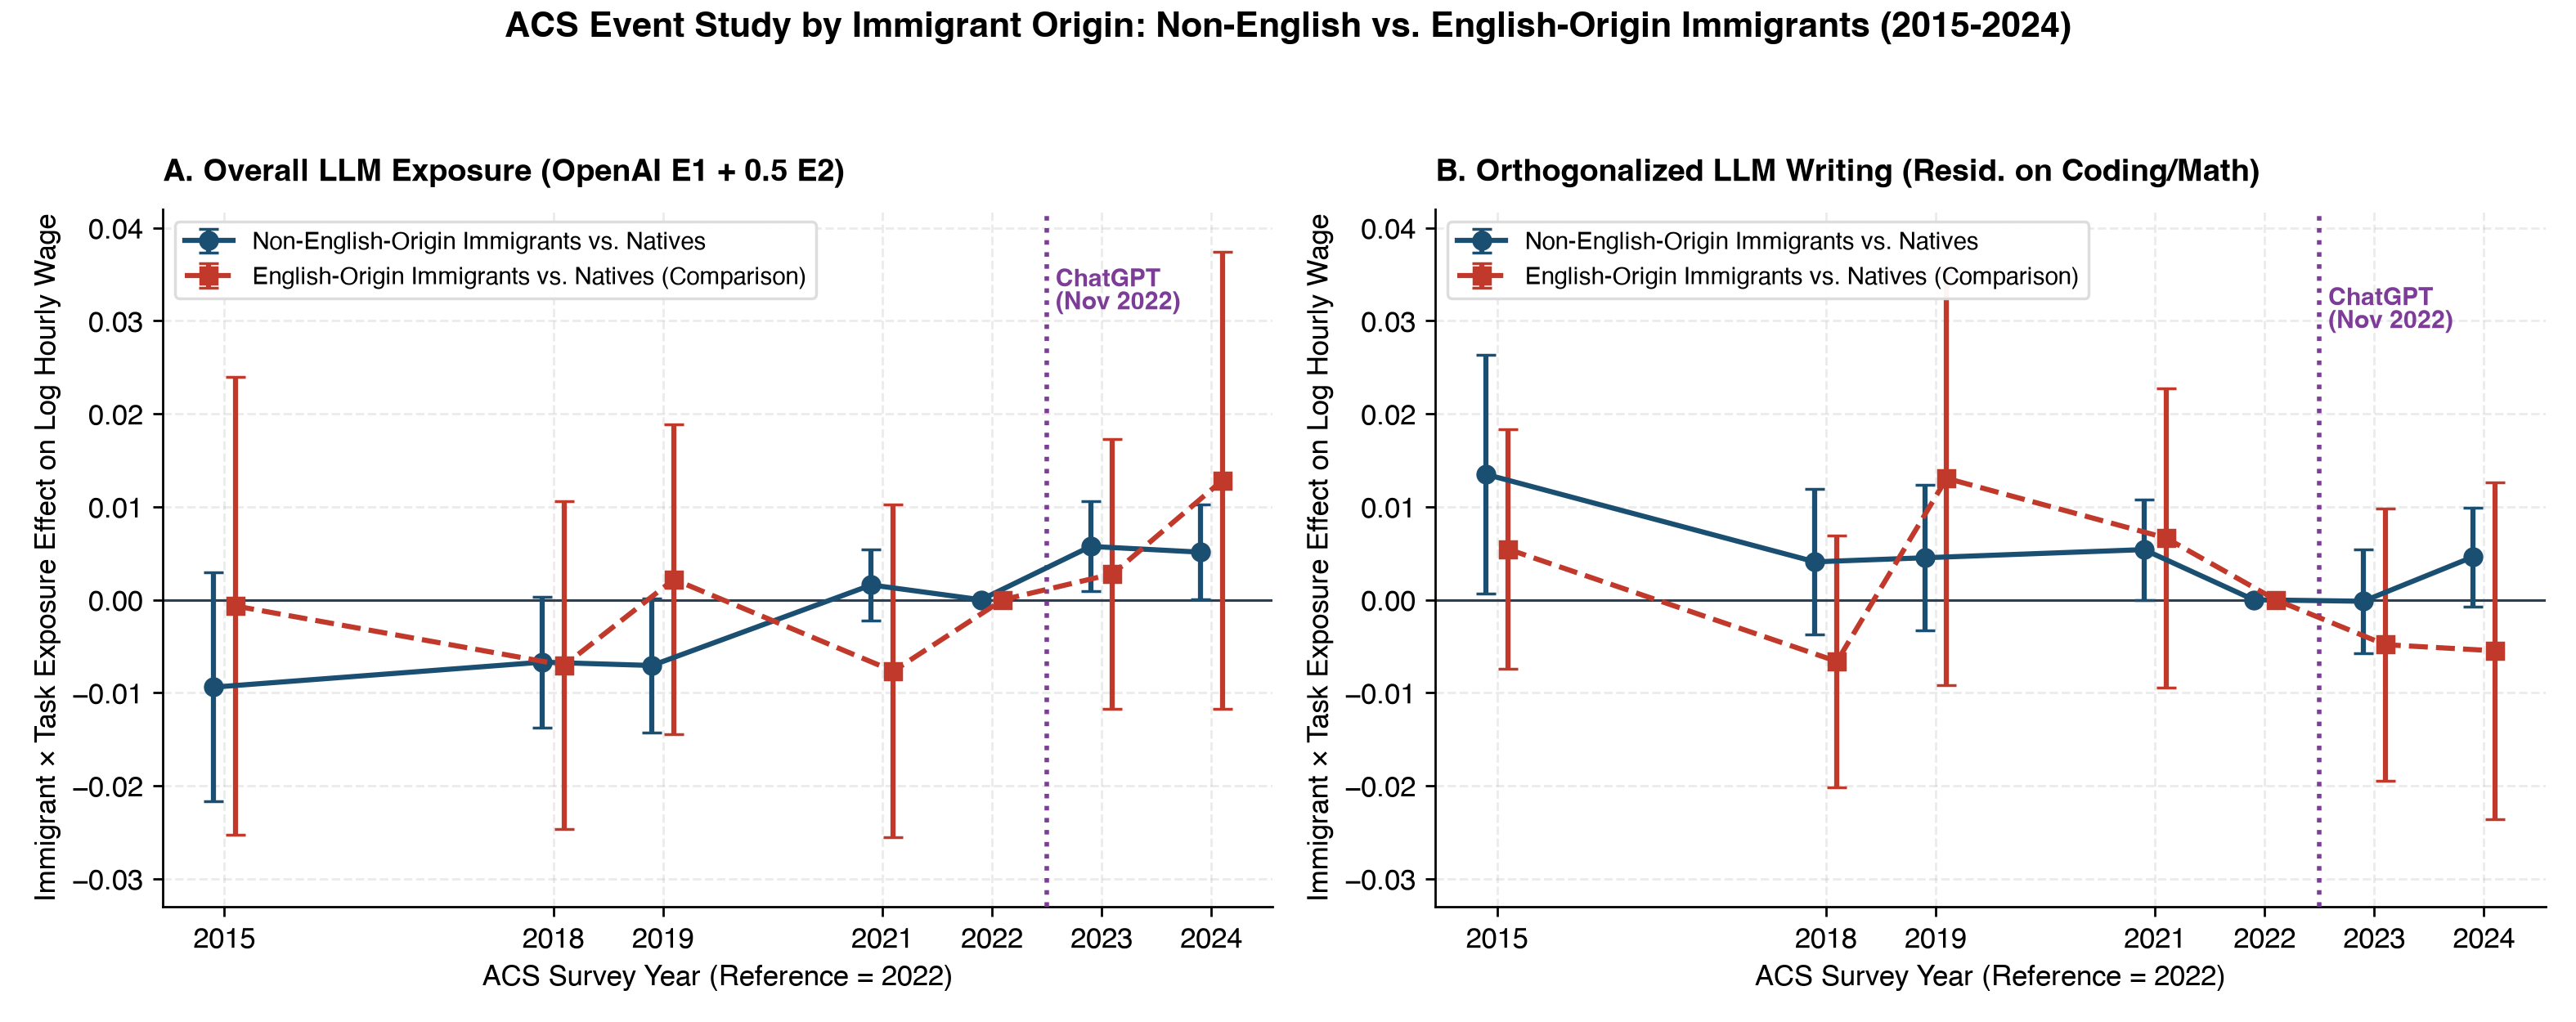 ACS Event Study by Immigrant Origin: Non-English vs. English-Origin Immigrants (2015-2024)
A. Overall LLM Exposure (OpenAI E1 + 0.5 E2)
Immigrant × Task Exposure Effect on Log Hourly Wage
0.04
0.03
0.02
0.01
0.00
−0.01
−0.02
−0.03
Non-English-Origin Immigrants vs. Natives
English-Origin Immigrants vs. Natives (Comparison)
ChatGPT
(Nov 2022)
2015 2018 2019 2021 2022 2023 2024
ACS Survey Year (Reference = 2022)
B. Orthogonalized LLM Writing (Resid. on Coding/Math)
Immigrant × Task Exposure Effect on Log Hourly Wage
0.04
0.03
0.02
0.01
0.00
−0.01
−0.02
−0.03
Non-English-Origin Immigrants vs. Natives
English-Origin Immigrants vs. Natives (Comparison)
ChatGPT
(Nov 2022)
2015 2018 2019 2021 2022 2023 2024
ACS Survey Year (Reference = 2022)